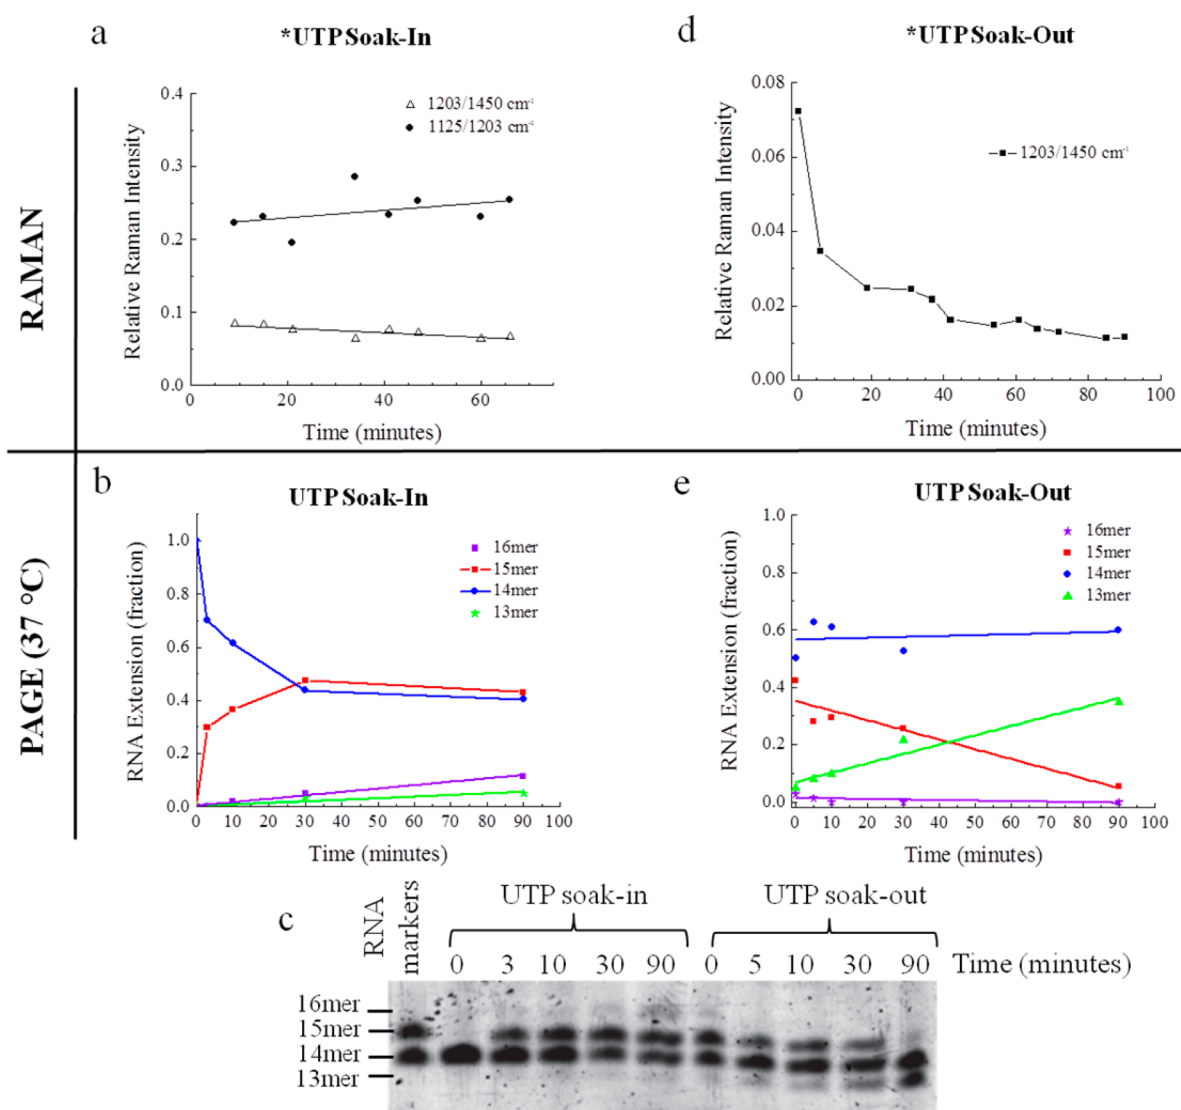 a
*UTP Soak-In
d
*UTP Soak-Out
RAMAN
Relative Raman Intensity
0.4
0.3
0.2
0.1
0.0
0 20 40 60
Time (minutes)
1203/1450 cm⁻¹
1125/1203 cm⁻¹
Relative Raman Intensity
0.08
0.06
0.04
0.02
0.00
0 20 40 60 80 100
Time (minutes)
1203/1450 cm⁻¹
PAGE (37 °C)
b
UTP Soak-In
RNA Extension (fraction)
1.0
0.8
0.6
0.4
0.2
0.0
0 10 20 30 40 50 60 70 80 90 100
Time (minutes)
16mer
15mer
14mer
13mer
e
UTP Soak-Out
RNA Extension (fraction)
1.0
0.8
0.6
0.4
0.2
0.0
0 10 20 30 40 50 60 70 80 90 100
Time (minutes)
16mer
15mer
14mer
13mer
c
RNA
markers
UTP soak-in
UTP soak-out
0 3 10 30 90 0 5 10 30 90 Time (minutes)
16mer
15mer
14mer
13mer